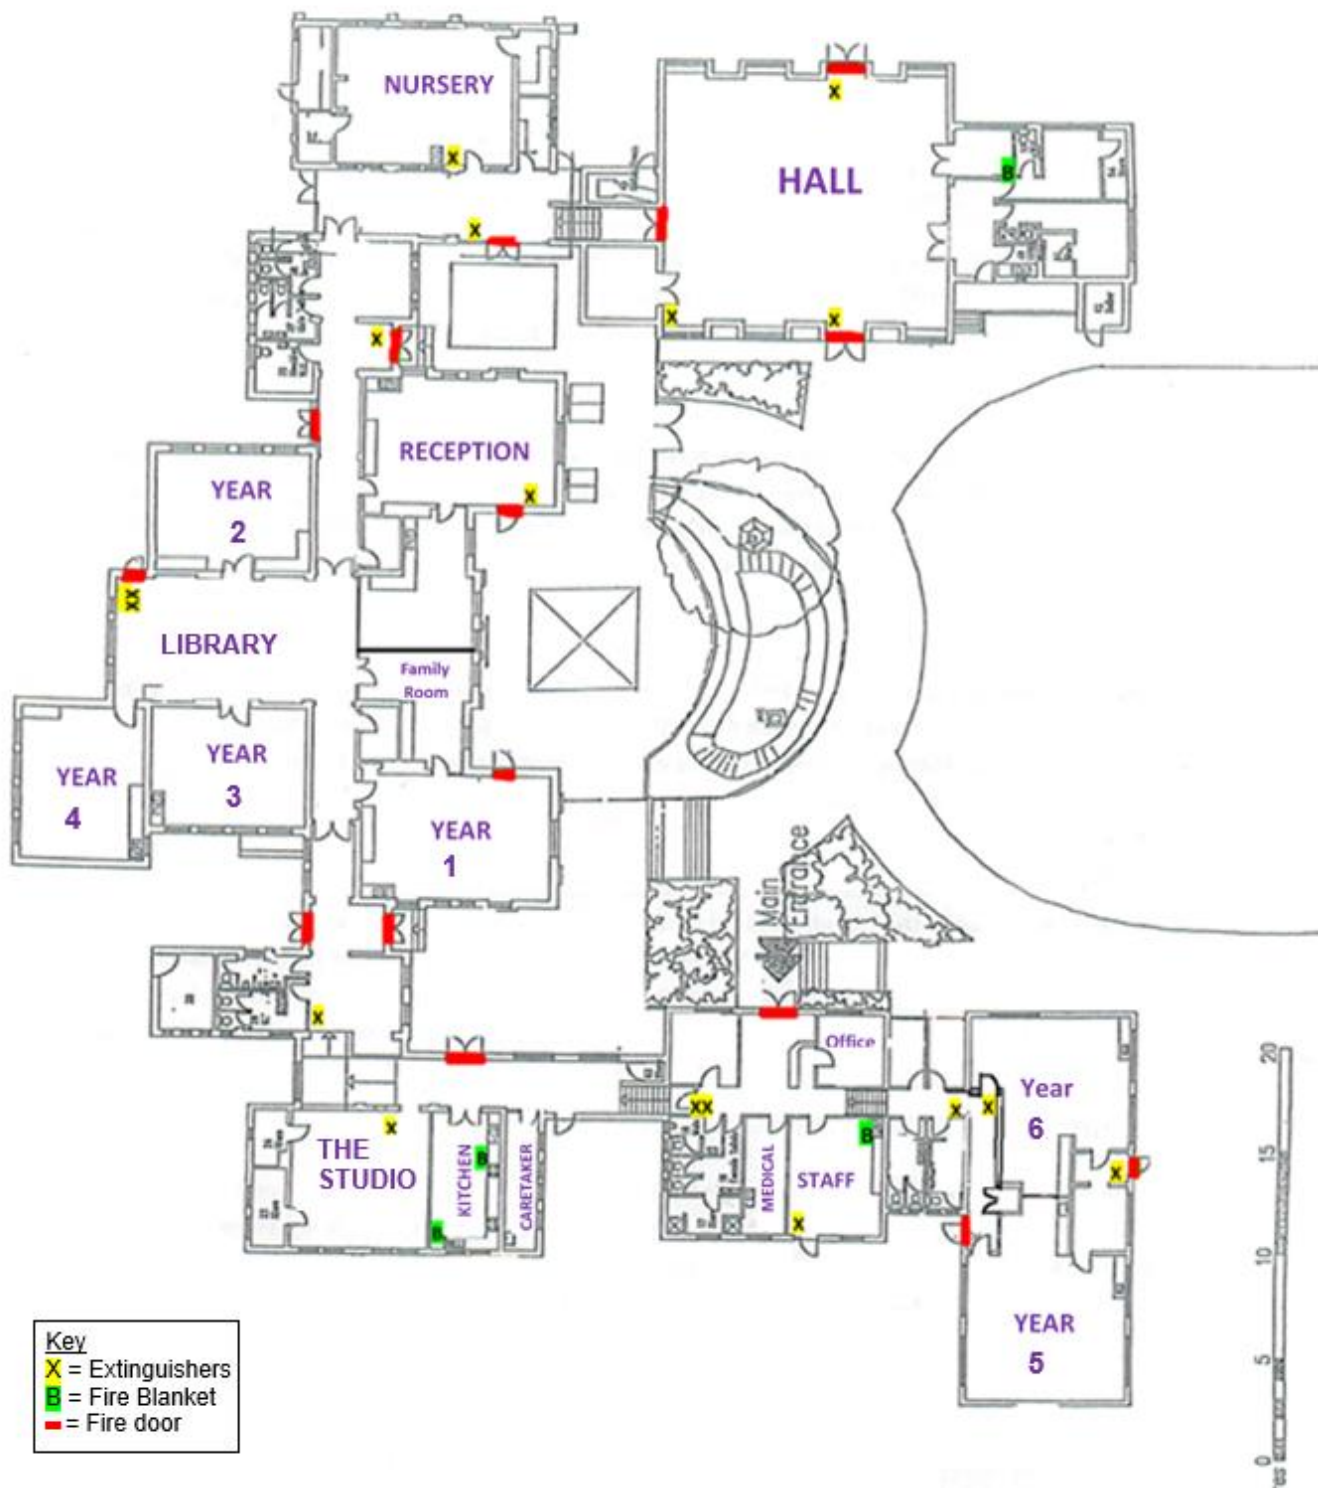 NURSERY
X
X
HALL
X
B
X
X
X
RECEPTION
X
YEAR
2
XX
LIBRARY
Family
Room
YEAR
3
YEAR
4
YEAR
1
Main
Entrance
X
Office
XX
X
X
Year
6
X
THE
STUDIO
X
KITCHEN
B
B
CARETAKER
MEDICAL
STAFF
B
X
YEAR
5
20
15
10
5
0
Key
X = Extinguishers
B = Fire Blanket
= Fire door